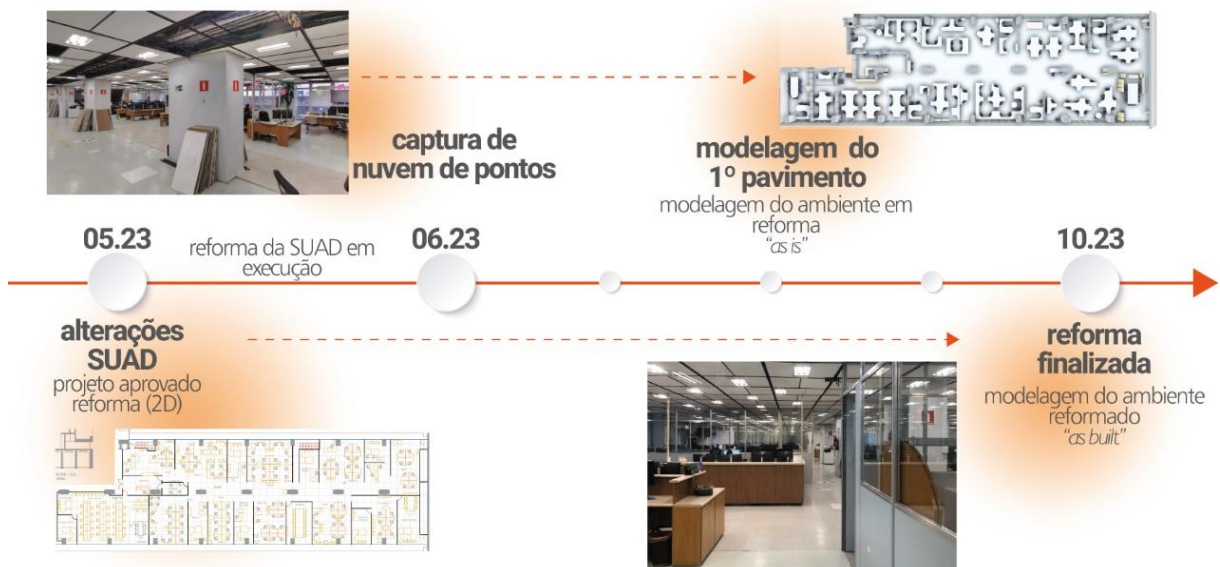 captura de
nuvem de pontos
modelagem do
1º pavimento
modelagem do ambiente em
reforma
"as is"
05.23
reforma da SUAD em
execução
06.23
10.23
alterações
SUAD
projeto aprovado
reforma (2D)
reforma
finalizada
modelagem do ambiente
reformado
"as built"